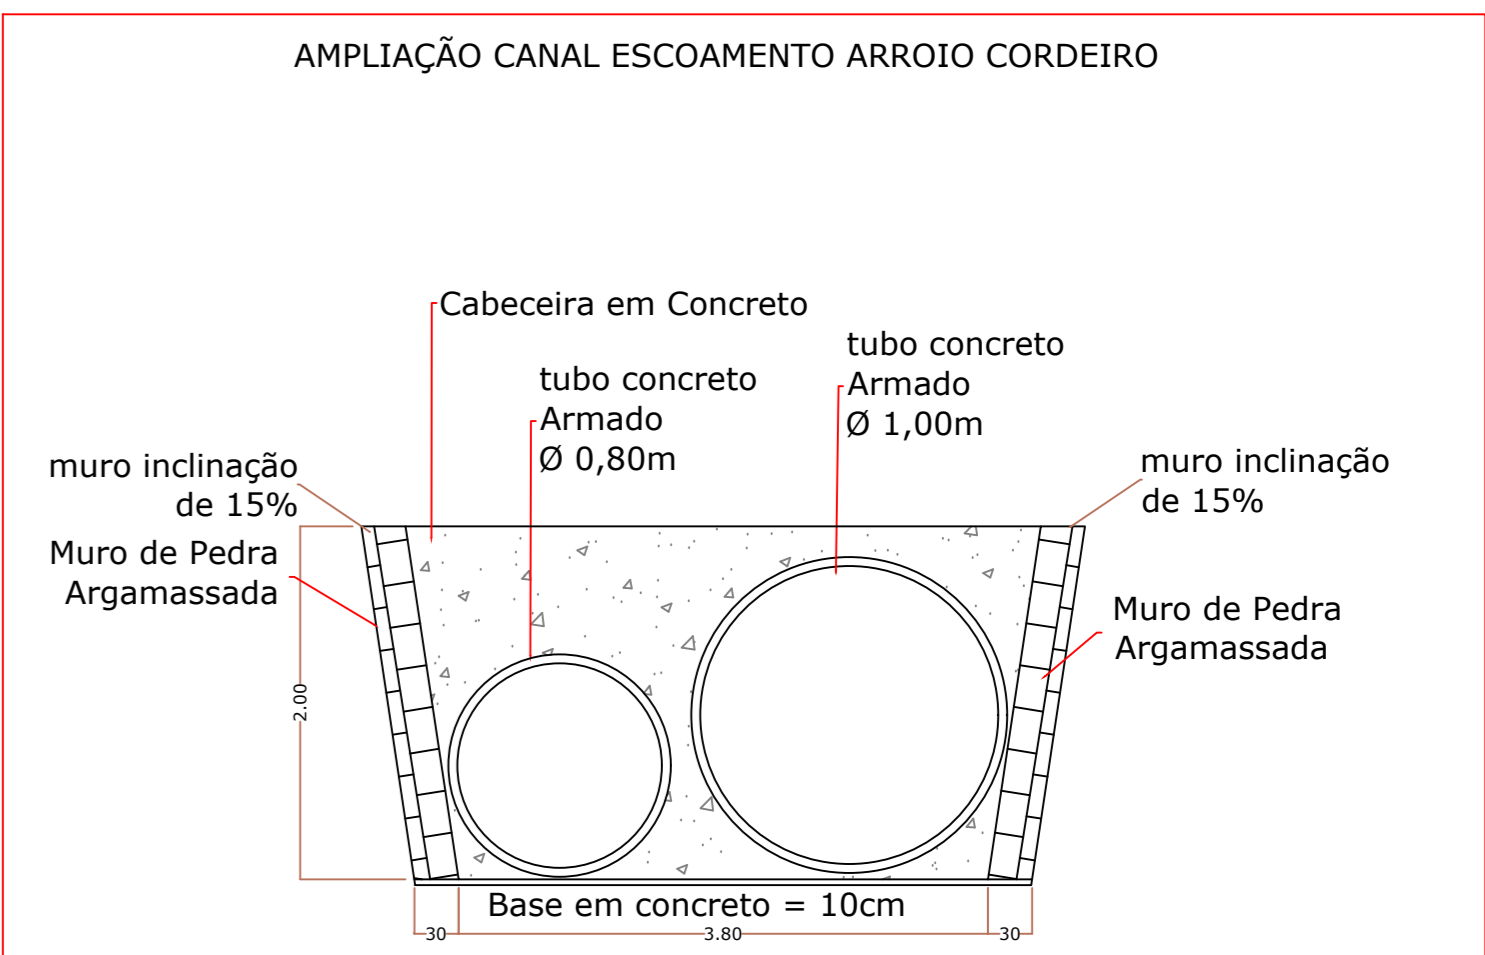 AMPLIAÇÃO CANAL ESCOAMENTO ARROIO CORDEIRO
Cabeceira em Concreto
tubo concreto
Armado
Ø 1,00m
tubo concreto
Armado
Ø 0,80m
muro inclinação
de 15%
muro inclinação
de 15%
Muro de Pedra
Argamassada
Muro de Pedra
Argamassada
2.00
Base em concreto = 10cm
30
3.80
30